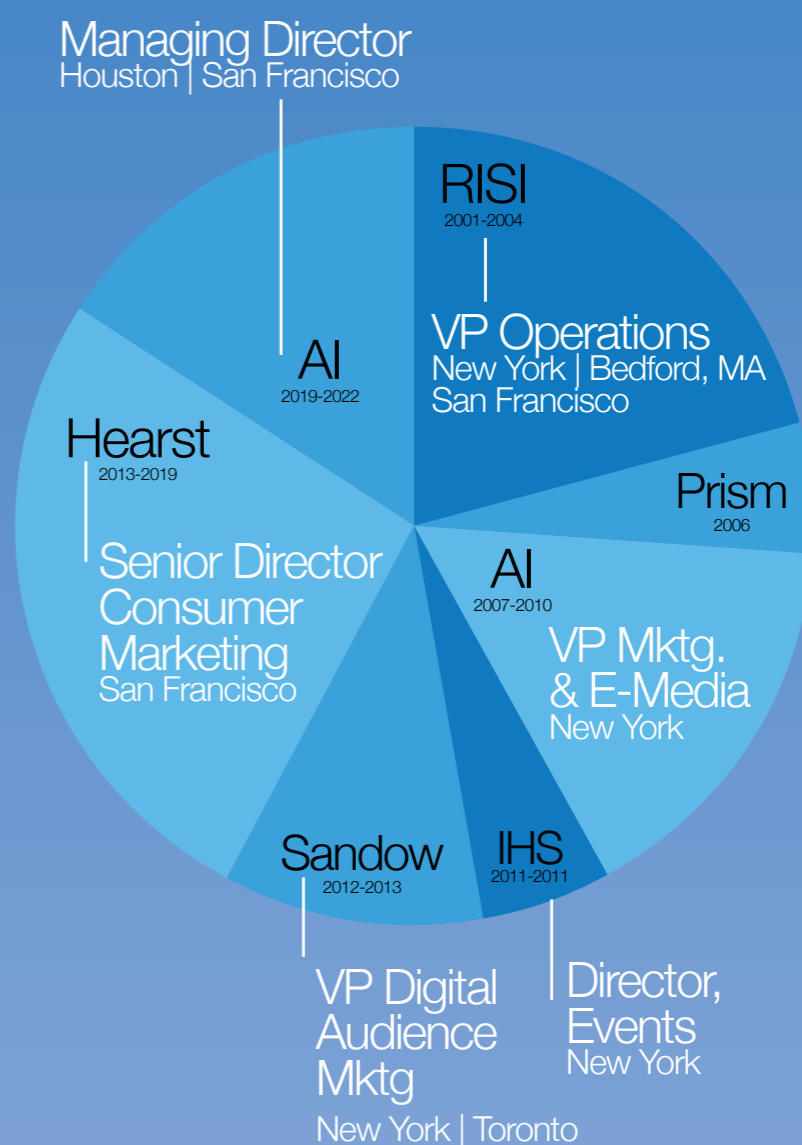 Managing Director
Houston | San Francisco
RISI
2001-2004
VP Operations
New York | Bedford, MA
San Francisco
Prism
2006
AI
2007-2010
VP Mktg.
& E-Media
New York
IHS
2011-2011
Director,
Events
New York
Sandow
2012-2013
VP Digital
Audience
Mktg
New York | Toronto
Hearst
2013-2019
Senior Director
Consumer
Marketing
San Francisco
AI
2019-2022